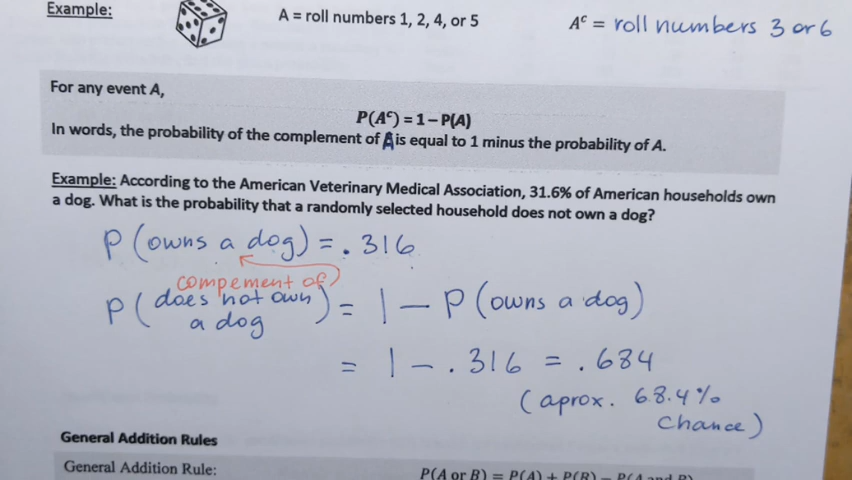 Example:
A = roll numbers 1, 2, 4, or 5
Aᶜ = roll numbers 3 or 6
For any event A,
P(Aᶜ) = 1 – P(A)
In words, the probability of the complement of A is equal to 1 minus the probability of A.
Example: According to the American Veterinary Medical Association, 31.6% of American households own
a dog. What is the probability that a randomly selected household does not own a dog?
P (owns a dog) = .316
compement of
P ( does not own
a dog ) = 1 – P (owns a dog)
= 1 – .316 = .684
(aprox. 68.4%
chance)
General Addition Rules
General Addition Rule:
P(A or B) = P(A) + P(B) – P(A and B)